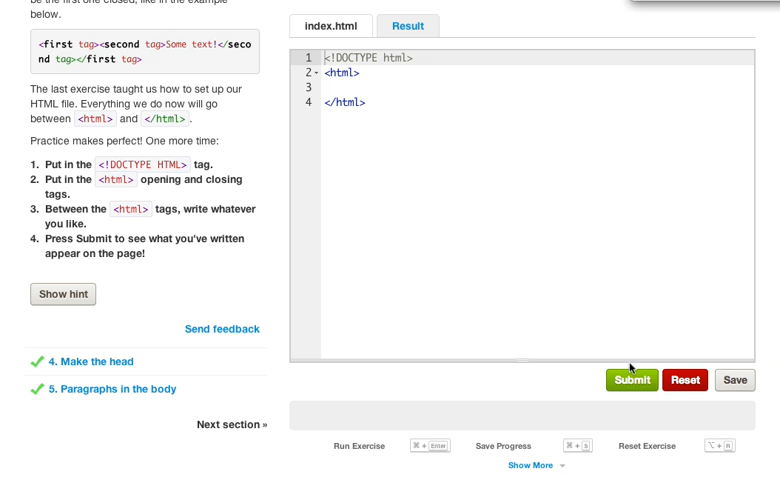 be the first one closed, like in the example
below.
<first tag><second tag>Some text!</seco
nd tag></first tag>
The last exercise taught us how to set up our
HTML file. Everything we do now will go
between <html> and </html>.
Practice makes perfect! One more time:
1. Put in the <!DOCTYPE HTML> tag.
2. Put in the <html> opening and closing
tags.
3. Between the <html> tags, write whatever
you like.
4. Press Submit to see what you've written
appear on the page!
Show hint
Send feedback
4. Make the head
5. Paragraphs in the body
Next section »
index.html Result
1 <!DOCTYPE html>
2 <html>
3
4 </html>
Submit Reset Save
Run Exercise ⌘ + Enter Save Progress ⌘ + S Reset Exercise ⌥ + R
Show More